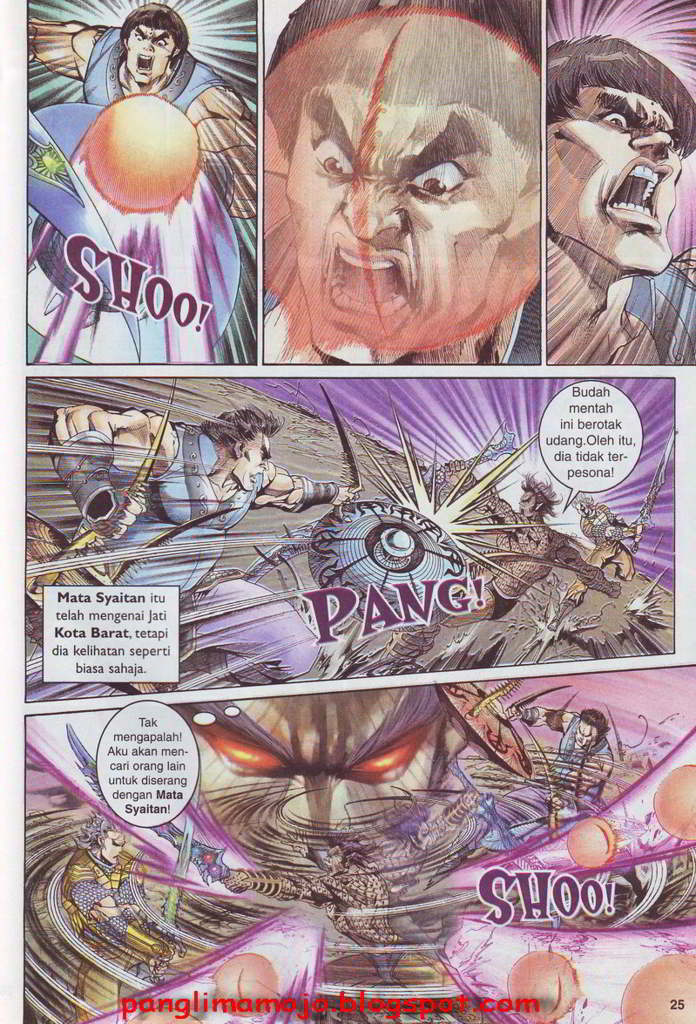 SHOO!
Budah
mentah
ini berotak
udang.Oleh itu,
dia tidak ter-
pesona!
PANG!
Mata Syaitan itu
telah mengenai Jati
Kota Barat, tetapi
dia kelihatan seperti
biasa sahaja.
Tak
mengapalah!
Aku akan men-
cari orang lain
untuk diserang
dengan Mata
Syaitan!
SHOO!
25
panglimamoja.blogspot.com